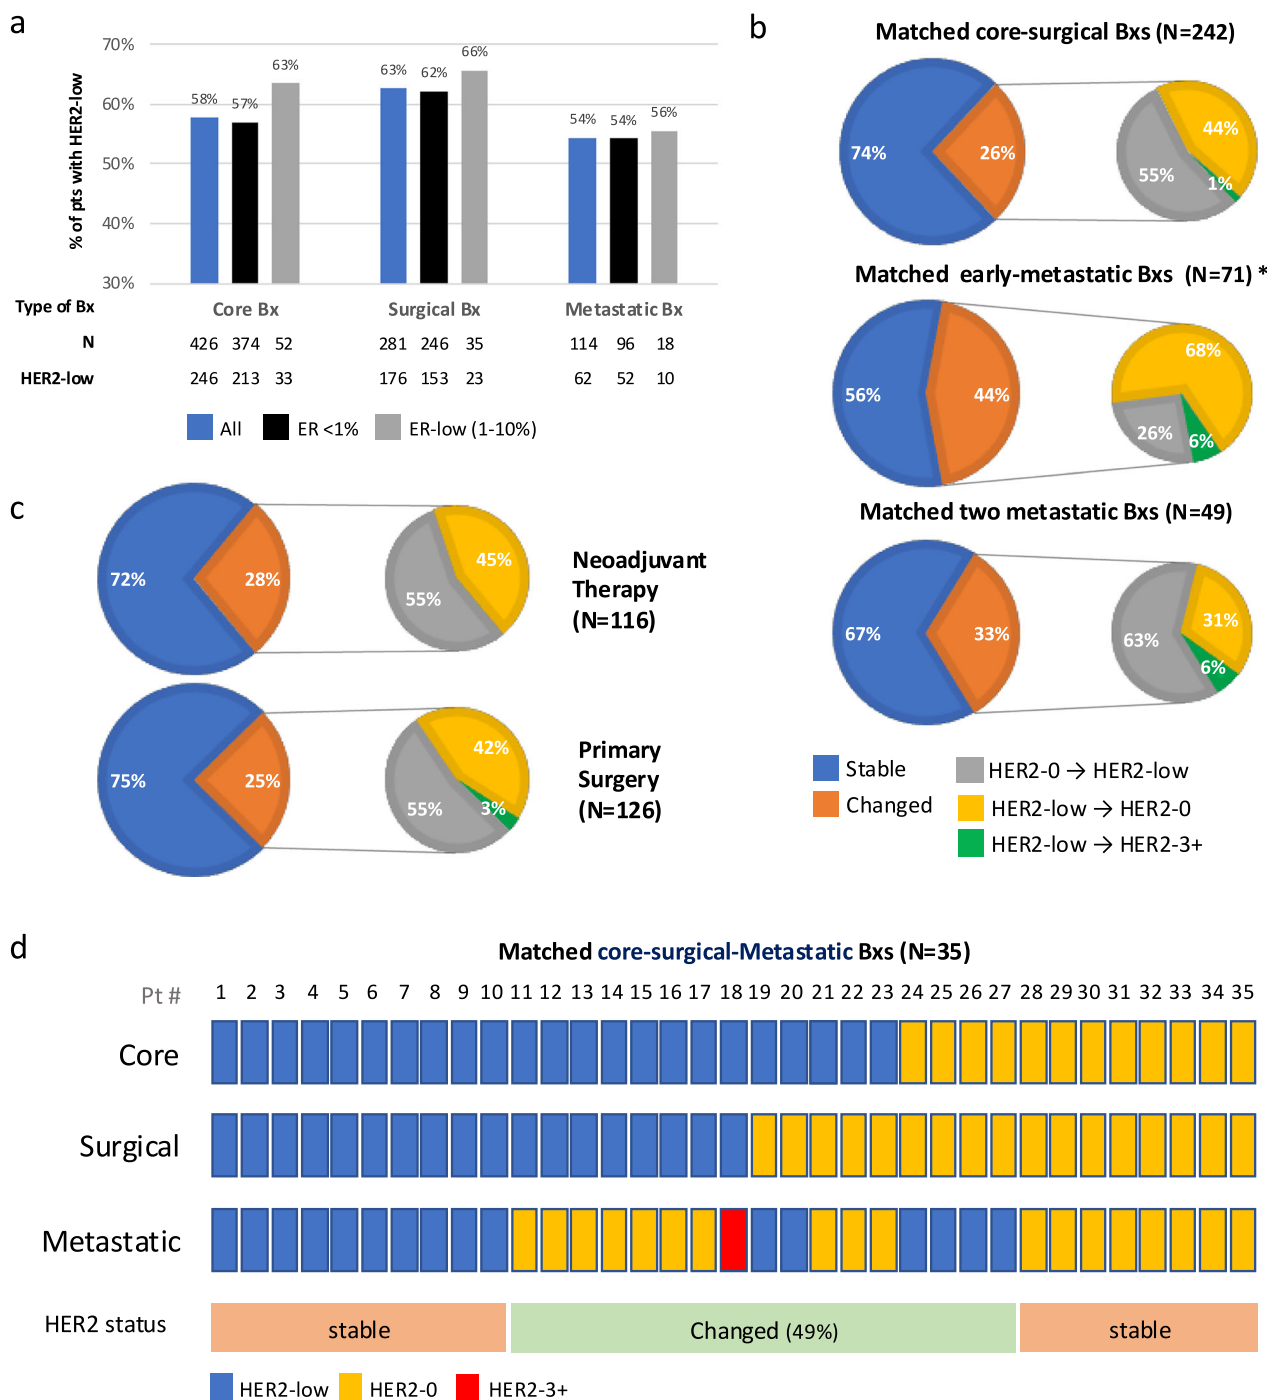 a
% of pts with HER2-low
70%
60%
50%
40%
30%
58% 57% 63%
63% 62% 66%
54% 54% 56%
Type of Bx Core Bx Surgical Bx Metastatic Bx
N 426 374 52 281 246 35 114 96 18
HER2-low 246 213 33 176 153 23 62 52 10
All ER <1% ER-low (1-10%)
b
Matched core-surgical Bxs (N=242)
74% 26% 55% 44% 1%
Matched early-metastatic Bxs (N=71) *
56% 44% 68% 26% 6%
Matched two metastatic Bxs (N=49)
67% 33% 63% 31% 6%
Stable
Changed
HER2-0 → HER2-low
HER2-low → HER2-0
HER2-low → HER2-3+
c
72% 28% 55% 45%
Neoadjuvant
Therapy
(N=116)
75% 25% 55% 42% 3%
Primary
Surgery
(N=126)
d
Matched core-surgical-Metastatic Bxs (N=35)
Pt # 1 2 3 4 5 6 7 8 9 10 11 12 13 14 15 16 17 18 19 20 21 22 23 24 25 26 27 28 29 30 31 32 33 34 35
Core
Surgical
Metastatic
HER2 status stable Changed (49%) stable
HER2-low HER2-0 HER2-3+